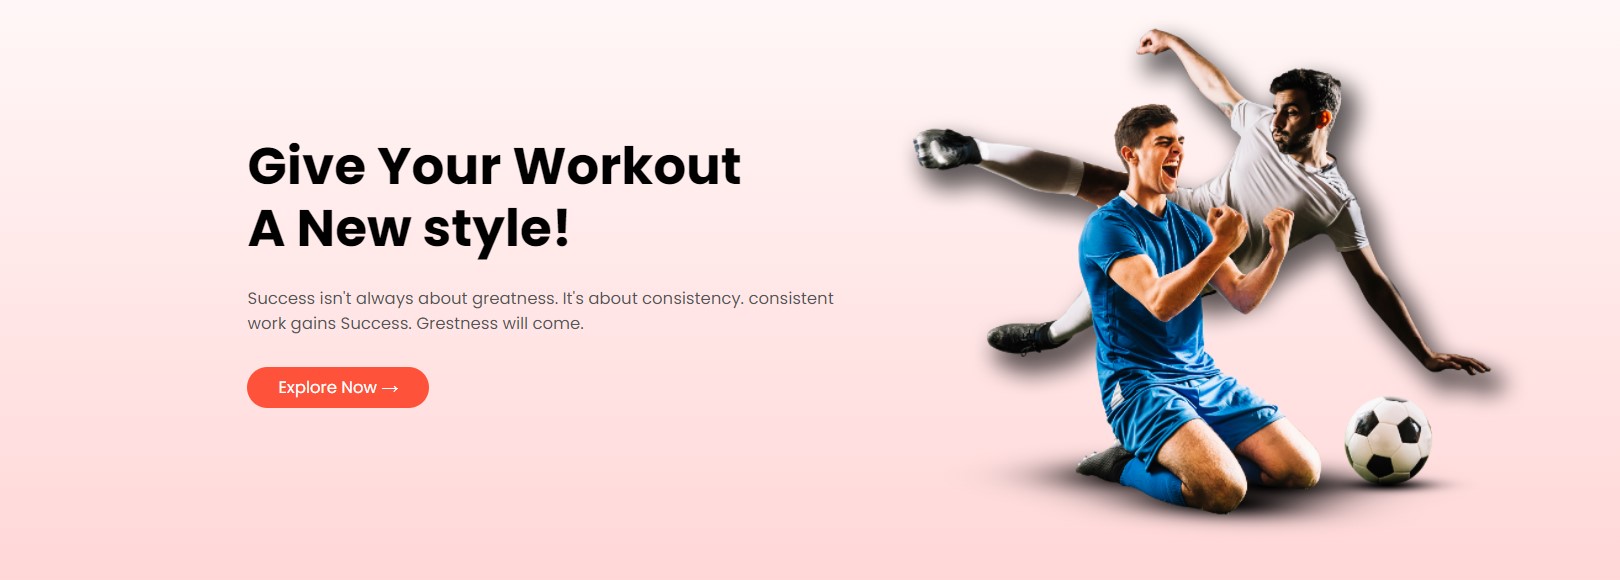 Give Your Workout
A New style!
Success isn't always about greatness. It's about consistency. consistent
work gains Success. Grestness will come.
Explore Now →